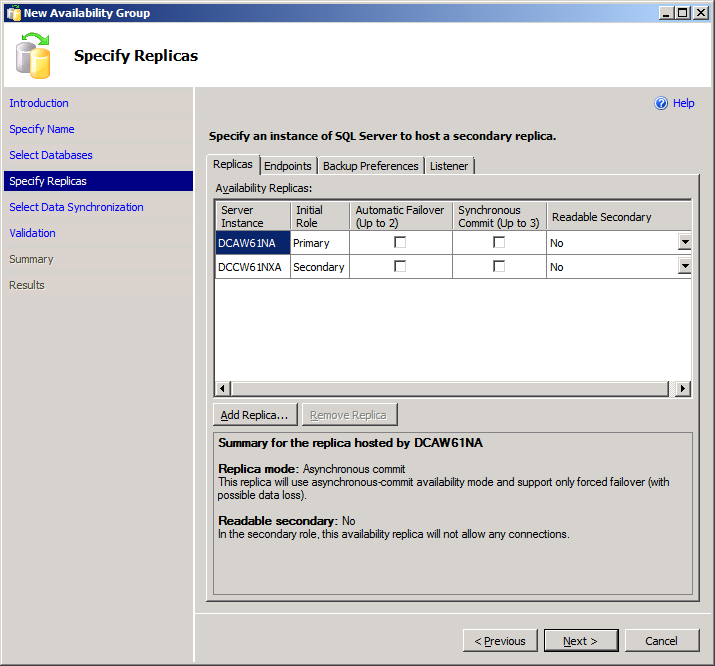 New Availability Group
Specify Replicas
Introduction
Specify Name
Select Databases
Specify Replicas
Select Data Synchronization
Validation
Summary
Results
Help
Specify an instance of SQL Server to host a secondary replica.
Replicas Endpoints Backup Preferences Listener
Availability Replicas:
Server Instance Initial Role Automatic Failover (Up to 2) Synchronous Commit (Up to 3) Readable Secondary
DCAW61NA Primary No
DCCW61NXA Secondary No
Add Replica... Remove Replica
Summary for the replica hosted by DCAW61NA
Replica mode: Asynchronous commit
This replica will use asynchronous-commit availability mode and support only forced failover (with
possible data loss).
Readable secondary: No
In the secondary role, this availability replica will not allow any connections.
< Previous Next > Cancel